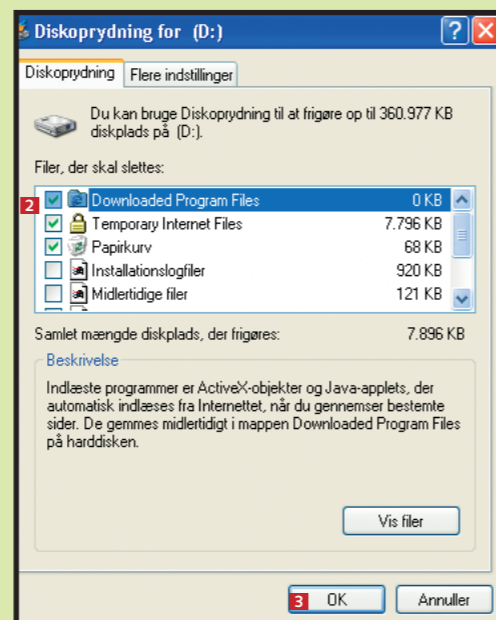 Diskoprydning for (D:)
Diskoprydning Flere indstillinger
Du kan bruge Diskoprydning til at frigøre op til 360.977 KB
diskplads på (D:).
Filer, der skal slettes:
2 Downloaded Program Files 0 KB
Temporary Internet Files 7.796 KB
Papirkurv 68 KB
Installationslogfiler 920 KB
Midlertidige filer 121 KB
Samlet mængde diskplads, der frigøres: 7.896 KB
Beskrivelse
Indlæste programmer er ActiveX-objekter og Java-applets, der
automatisk indlæses fra Internettet, når du gennemser bestemte
sider. De gemmes midlertidigt i mappen Downloaded Program Files
på harddisken.
Vis filer
3 OK Annuller